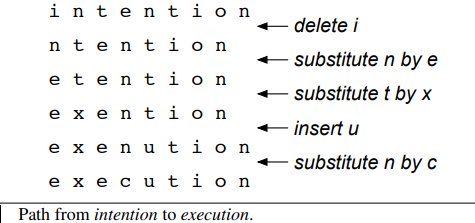 i n t e n t i o n
delete i
n t e n t i o n
substitute n by e
e t e n t i o n
substitute t by x
e x e n t i o n
insert u
e x e n u t i o n
substitute n by c
e x e c u t i o n
Path from intention to execution.